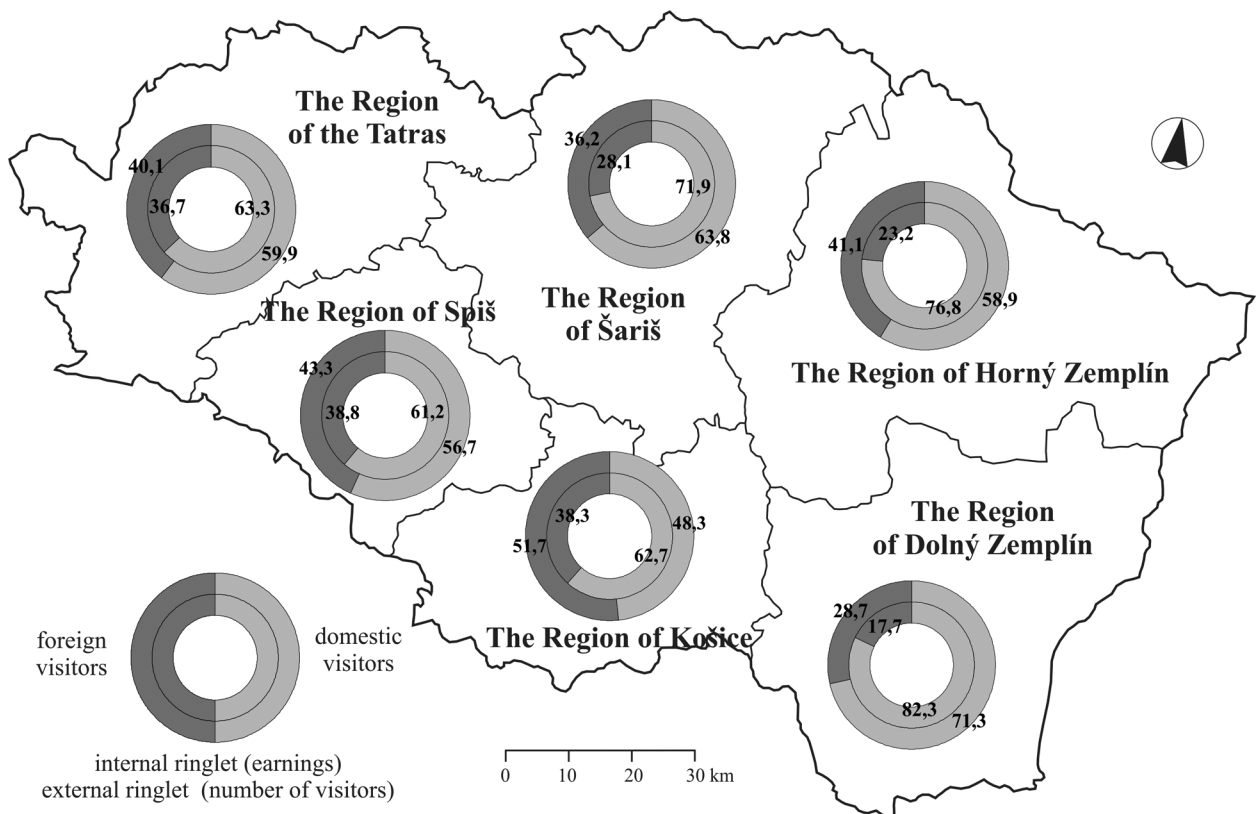 The Region
of the Tatras
40,1
36,7
63,3
59,9
36,2
28,1
71,9
63,8
The Region
of Šariš
41,1
23,2
76,8
58,9
The Region of Horný Zemplín
The Region of Spiš
43,3
38,8
61,2
56,7
38,3
51,7
48,3
62,7
The Region of Košice
The Region
of Dolný Zemplín
28,7
17,7
82,3
71,3
foreign
visitors
domestic
visitors
internal ringlet (earnings)
external ringlet (number of visitors)
0 10 20 30 km